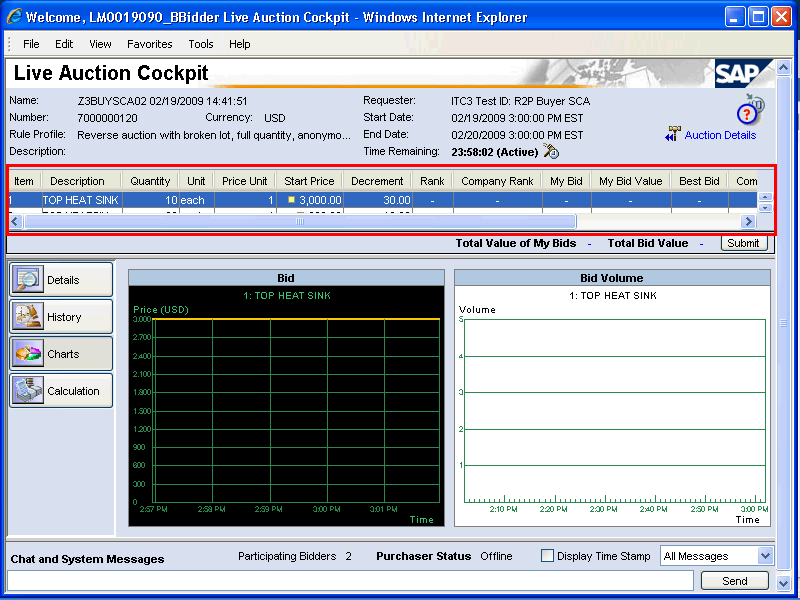 Welcome, LM0019090_BBidder Live Auction Cockpit - Windows Internet Explorer
File Edit View Favorites Tools Help
Live Auction Cockpit
SAP
Name: Z3BUYSCA02 02/19/2009 14:41:51 Requester: ITC3 Test ID: R2P Buyer SCA
Number: 7000000120 Currency: USD Start Date: 02/19/2009 3:00:00 PM EST
Rule Profile: Reverse auction with broken lot, full quantity, anonymo... End Date: 02/20/2009 3:00:00 PM EST Auction Details
Description: Time Remaining: 23:58:02 (Active)
Item Description Quantity Unit Price Unit Start Price Decrement Rank Company Rank My Bid My Bid Value Best Bid Com
1 TOP HEAT SINK 10 each 1 3,000.00 30.00 - - - - -
Total Value of My Bids - Total Bid Value - Submit
Details
History
Charts
Calculation
Bid
1: TOP HEAT SINK
Price (USD)
3.000
2.700
2.400
2.100
1.800
1.500
1.200
900
600
300
0
2:57 PM 2:58 PM 2:59 PM 3:00 PM 3:01 PM
Time
Bid Volume
1: TOP HEAT SINK
Volume
5
4
3
2
1
2:10 PM 2:20 PM 2:30 PM 2:40 PM 2:50 PM 3:00 PM
Time
Chat and System Messages Participating Bidders 2 Purchaser Status Offline Display Time Stamp All Messages
Send